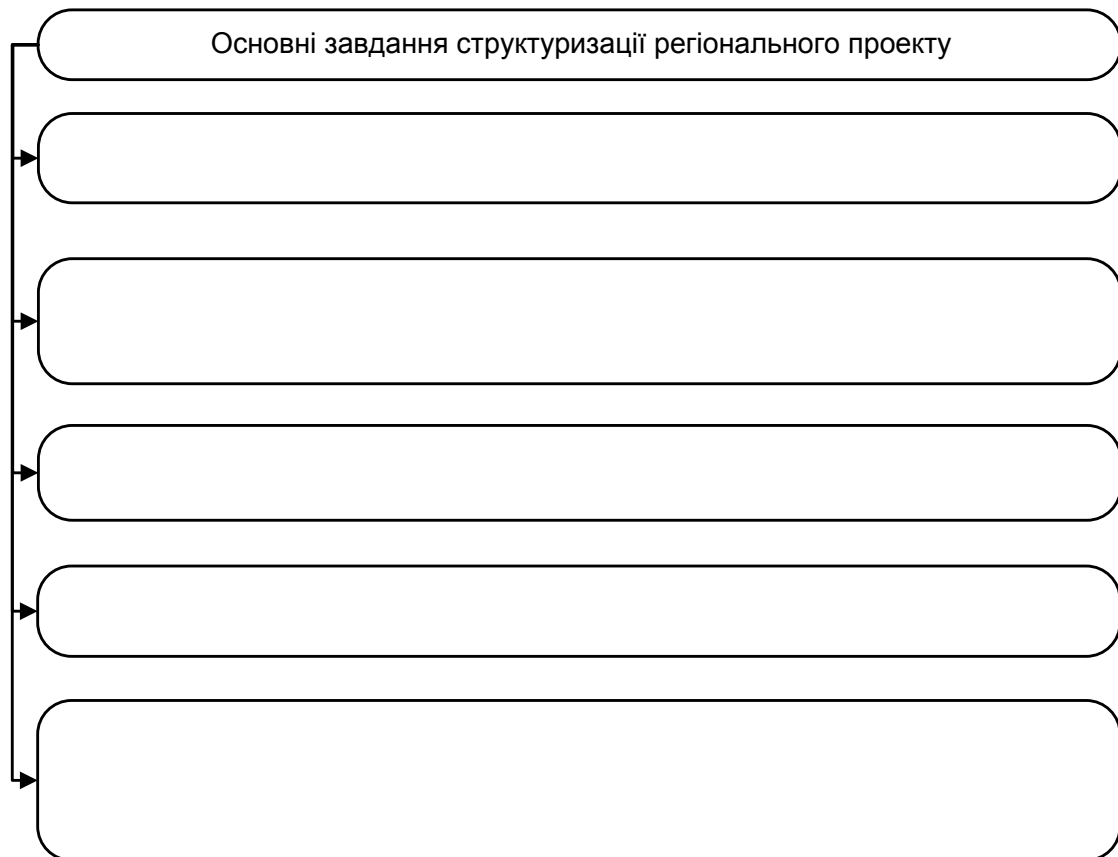 Основні завдання структуризації регіонального проекту